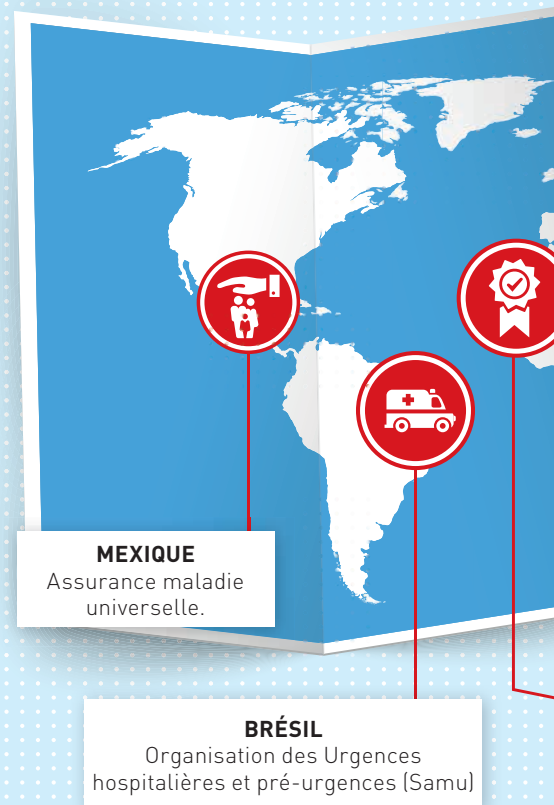 MEXIQUE
Assurance maladie
universelle.
BRÉSIL
Organisation des Urgences
hospitalières et pré-urgences (Samu)